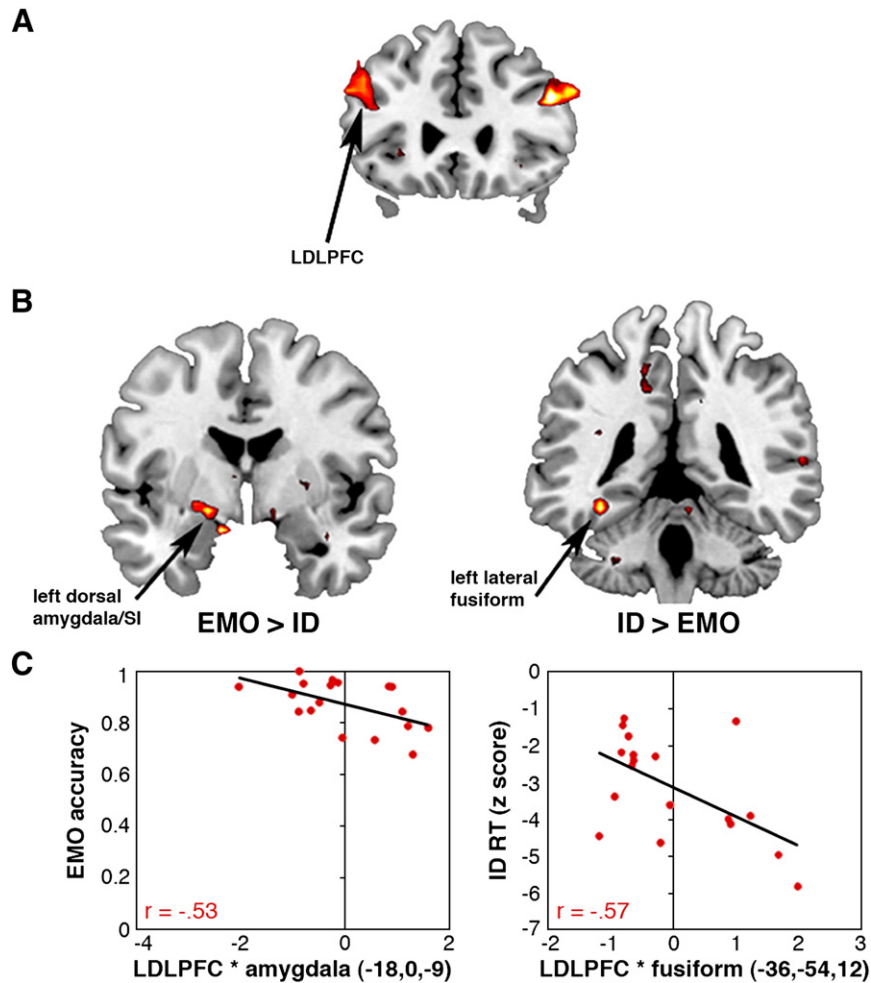 A
LDLPFC
B
left dorsal
amygdala/SI
EMO > ID
left lateral
fusiform
ID > EMO
C
EMO accuracy
1
0.8
0.6
0.4
0.2
0
r = -.53
-4
-2
0
2
LDLPFC * amygdala (-18,0,-9)
ID RT (z score)
0
-1
-2
-3
-4
-5
-6
-7
r = -.57
-2
-1
0
1
2
3
LDLPFC * fusiform (-36,-54,12)